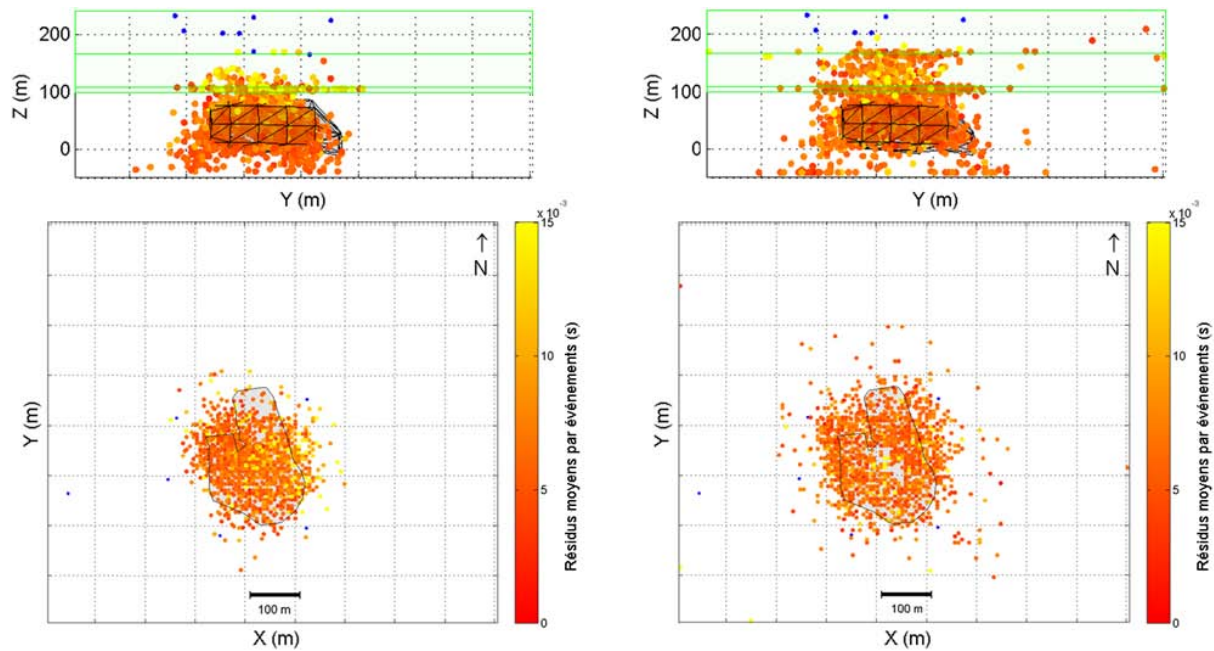 200
100
0
Z (m)
Y (m)
200
100
0
Z (m)
Y (m)
x 10⁻³
15
10
5
0
Résidus moyens par événements (s)
↑
N
100 m
Y (m)
X (m)
x 10⁻³
15
10
5
0
Résidus moyens par événements (s)
↑
N
100 m
Y (m)
X (m)